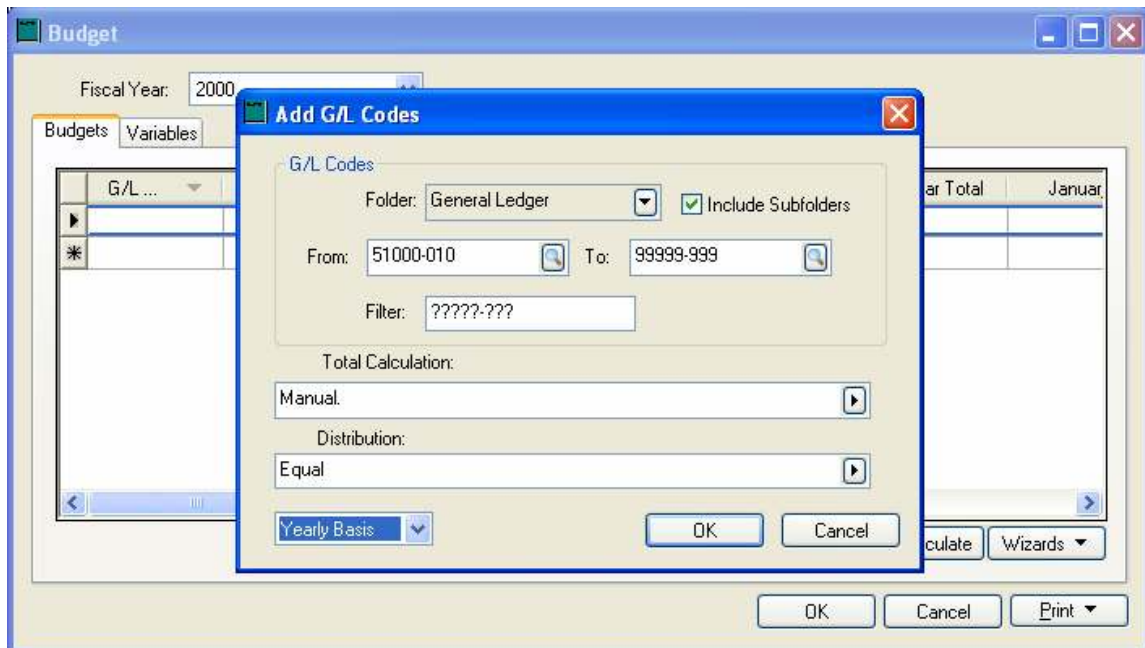 Budget
Fiscal Year: 2000
Add G/L Codes
Budgets Variables
G/L Codes
G/L ... ar Total Januar
Folder: General Ledger Include Subfolders
From: 51000-010 To: 99999-999
Filter: ?????-???
Total Calculation:
Manual.
Distribution:
Equal
Yearly Basis OK Cancel
culate Wizards
OK Cancel Print